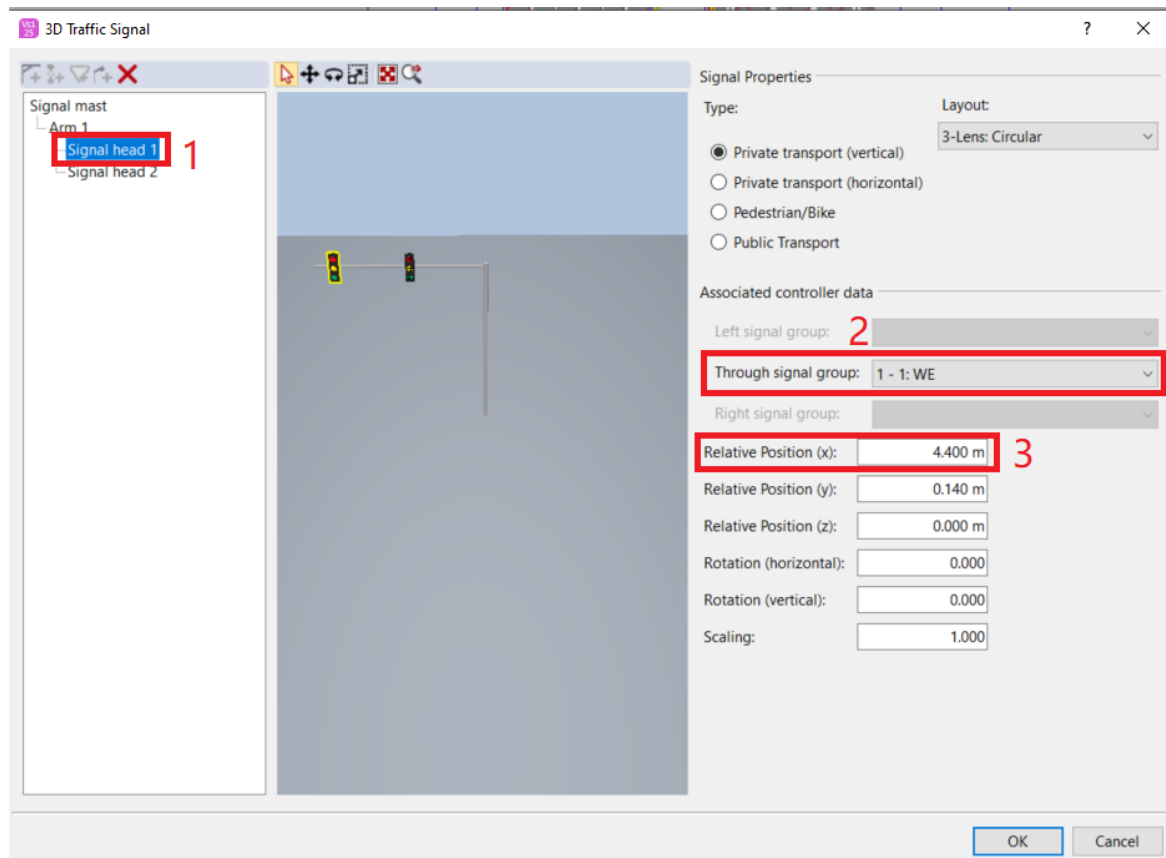 Vsi
25
3D Traffic Signal
?
Signal mast
Arm 1
Signal head 1
1
Signal head 2
Signal Properties
Type:
Layout:
3-Lens: Circular
Private transport (vertical)
Private transport (horizontal)
Pedestrian/Bike
Public Transport
Associated controller data
Left signal group:
2
Through signal group: 1 - 1: WE
Right signal group:
Relative Position (x): 4.400 m
3
Relative Position (y): 0.140 m
Relative Position (z): 0.000 m
Rotation (horizontal): 0.000
Rotation (vertical): 0.000
Scaling: 1.000
OK
Cancel